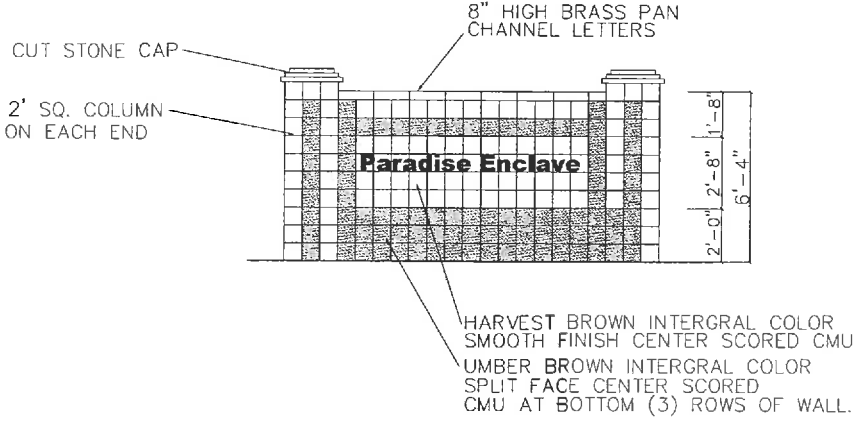 8" HIGH BRASS PAN
CHANNEL LETTERS
CUT STONE CAP
2' SQ. COLUMN
ON EACH END
1'-8"
Paradise Enclave
2'-8"
6'-4"
2'-0"
HARVEST BROWN INTERGRAL COLOR
SMOOTH FINISH CENTER SCORED CMU
UMBER BROWN INTERGRAL COLOR
SPLIT FACE CENTER SCORED
CMU AT BOTTOM (3) ROWS OF WALL.